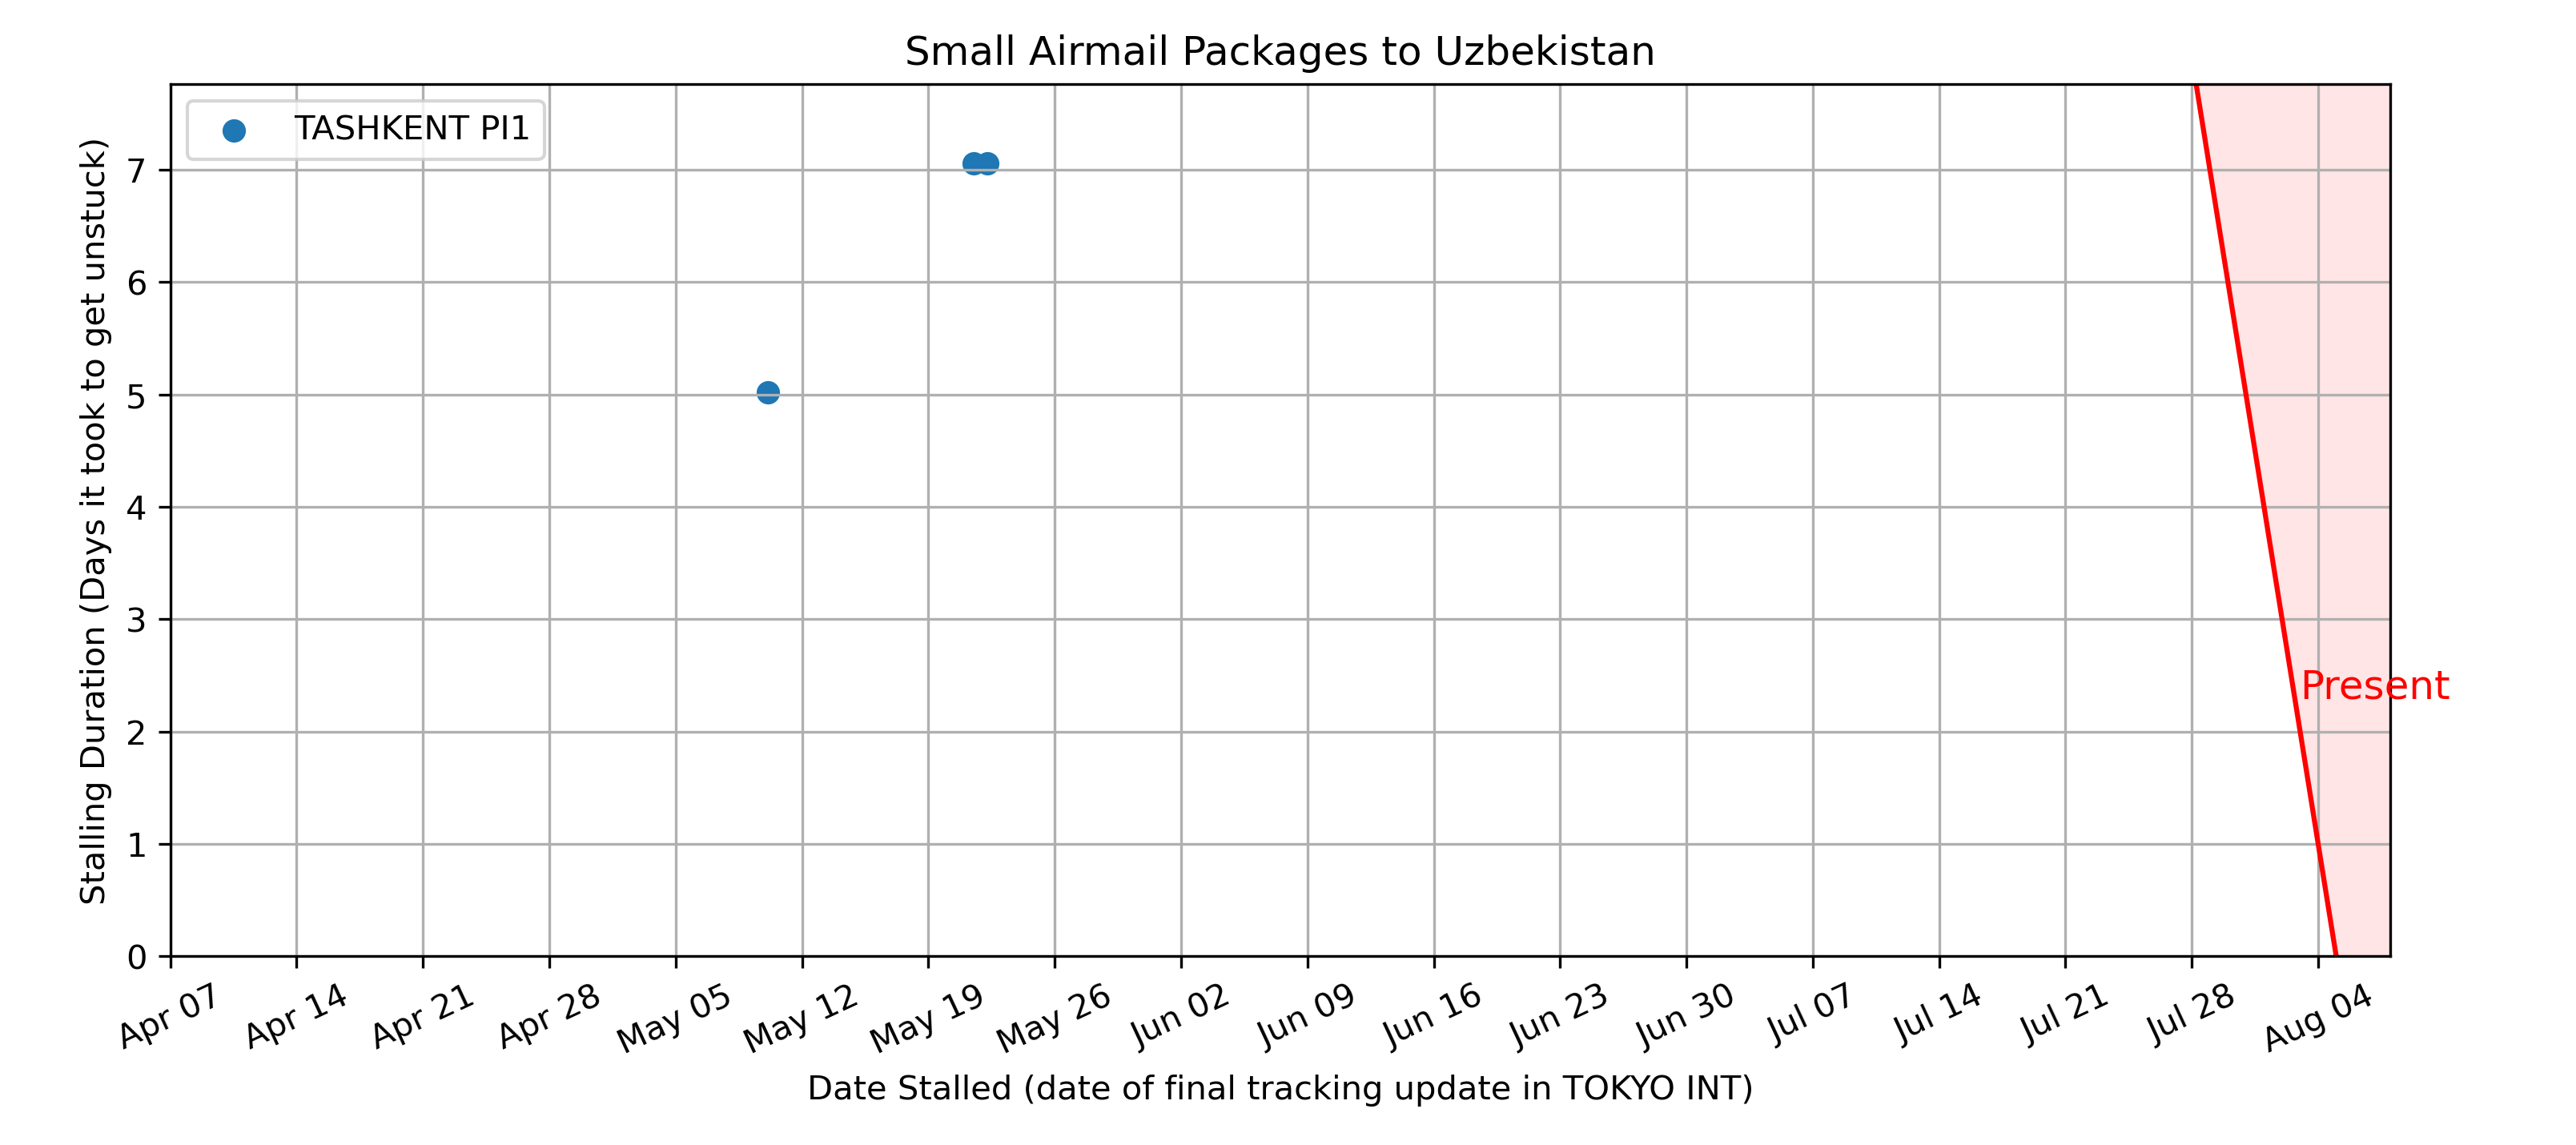 Small Airmail Packages to Uzbekistan
TASHKENT PI1
Stalling Duration (Days it took to get unstuck)
7
6
5
4
3
2
1
0
Present
Apr 07
Apr 14
Apr 21
Apr 28
May 05
May 12
May 19
May 26
Jun 02
Jun 09
Jun 16
Jun 23
Jun 30
Jul 07
Jul 14
Jul 21
Jul 28
Aug 04
Date Stalled (date of final tracking update in TOKYO INT)